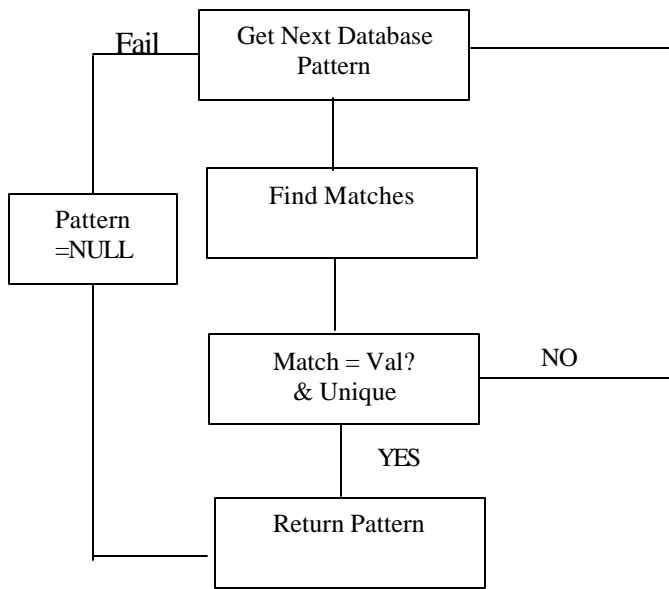 Fail
Get Next Database
Pattern
Find Matches
Pattern
=NULL
Match = Val?
& Unique
NO
YES
Return Pattern